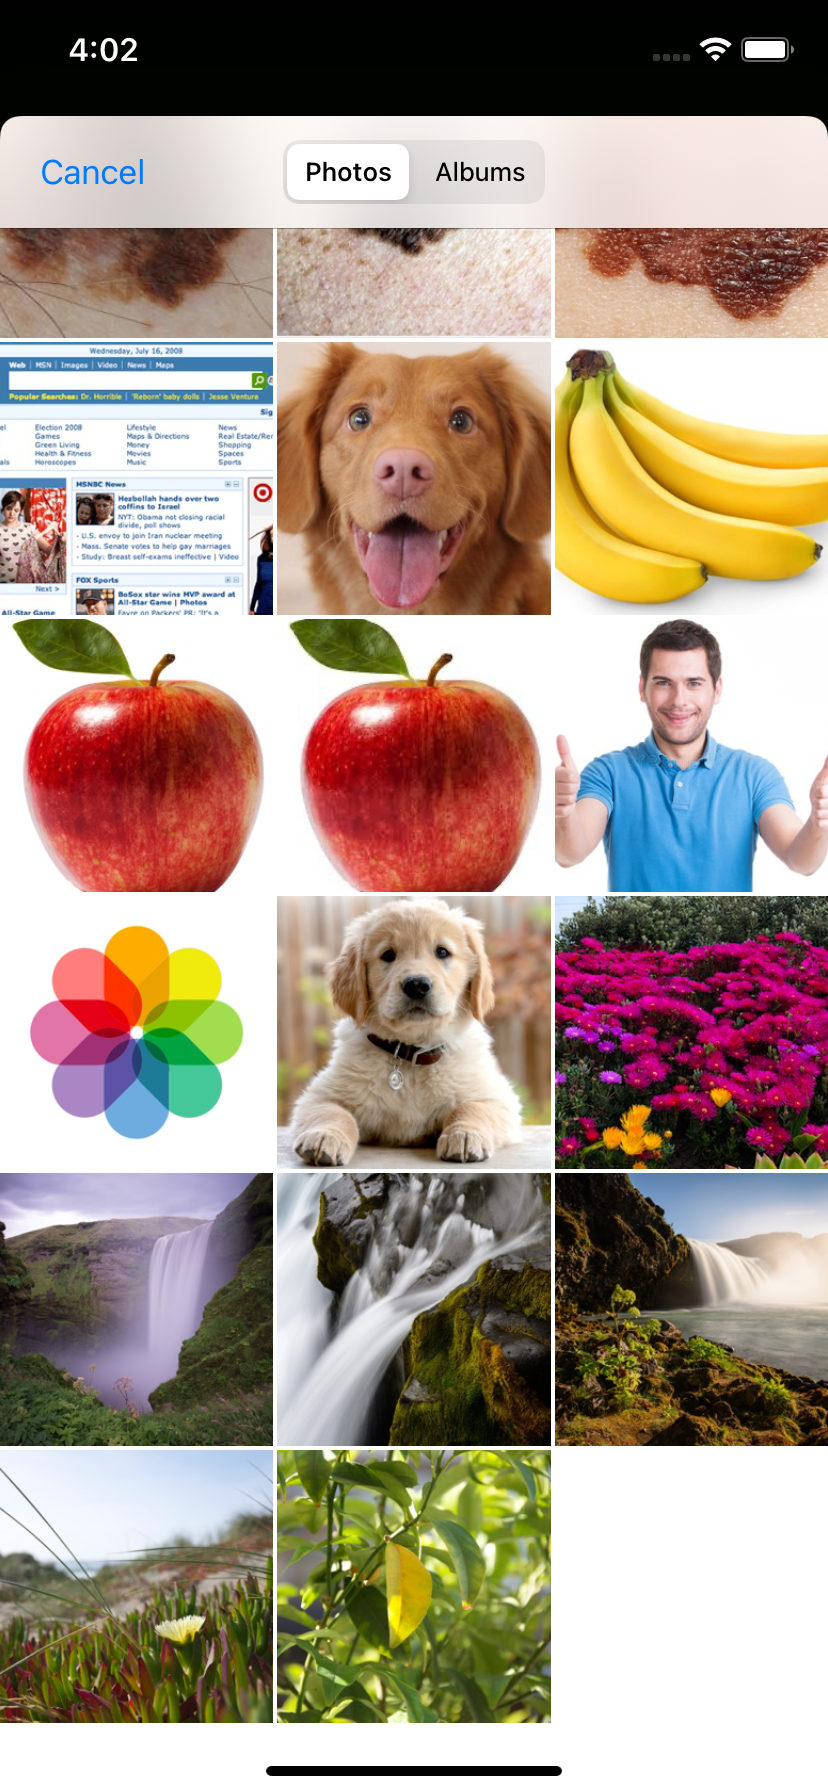 4:02
Cancel
Photos
Albums
Wednesday, July 16, 2008
Web | MSN | Images | Video | News | Maps
Popular Searches: Dr. Horrible | 'Reborn' baby dolls | Jesse Ventura
Sig
el
Election 2008
Lifestyle
News
Games
Maps & Directions
Real Estate/Ren
Green Living
Money
Shopping
Health & Fitness
Movies
Spaces
als
Horoscopes
Music
Sports
MSNBC News
Hezbollah hands over two
coffins to Israel
NYT: Obama not closing racial
divide, poll shows
· U.S. envoy to join Iran nuclear meeting
· Mass. Senate votes to help gay marriages
· Study: Breast self-exams ineffective | Video
Next >
FOX Sports
BoSox star wins MVP award at
All-Star Game | Photos
Favre on Packers' PR: 'It's a
All-Star Game